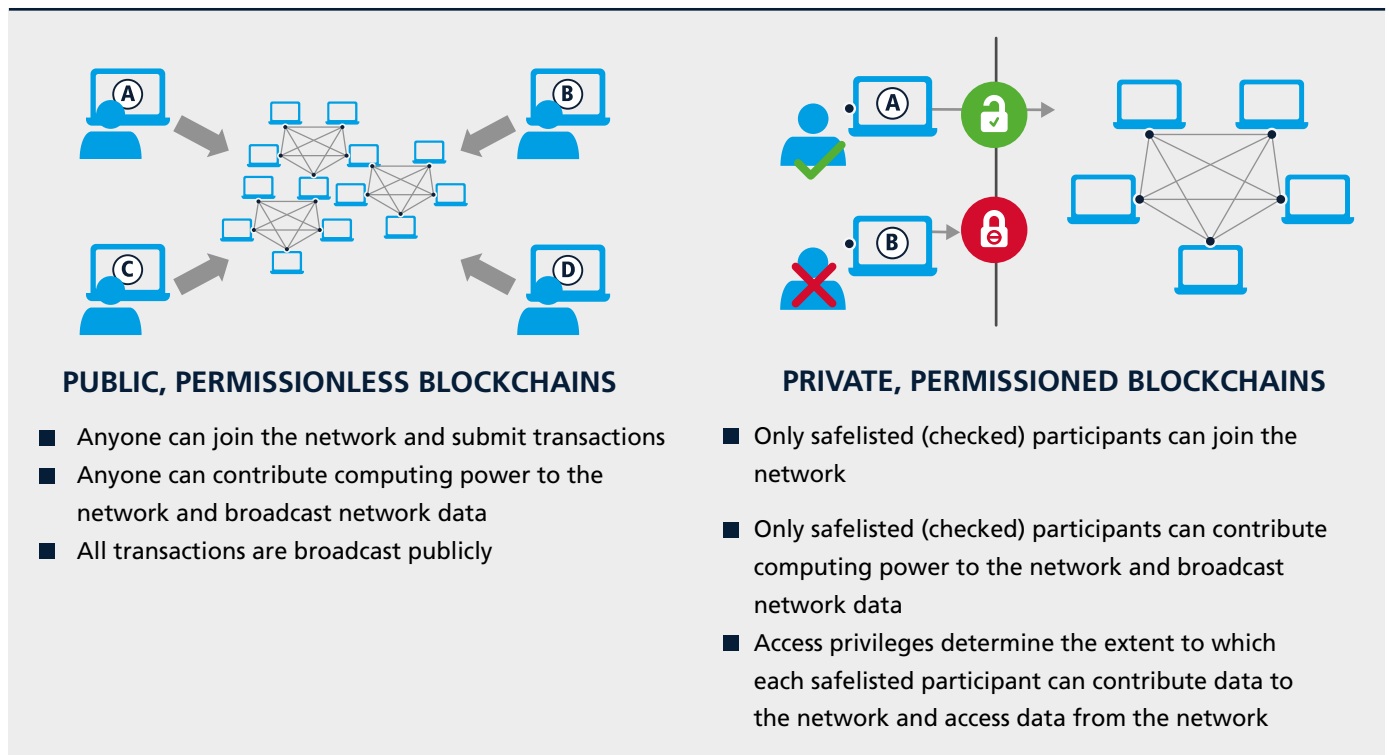 A
B
C
D
PUBLIC, PERMISSIONLESS BLOCKCHAINS
■ Anyone can join the network and submit transactions
■ Anyone can contribute computing power to the
network and broadcast network data
■ All transactions are broadcast publicly
A
B
PRIVATE, PERMISSIONED BLOCKCHAINS
■ Only safelisted (checked) participants can join the
network
■ Only safelisted (checked) participants can contribute
computing power to the network and broadcast
network data
■ Access privileges determine the extent to which
each safelisted participant can contribute data to
the network and access data from the network